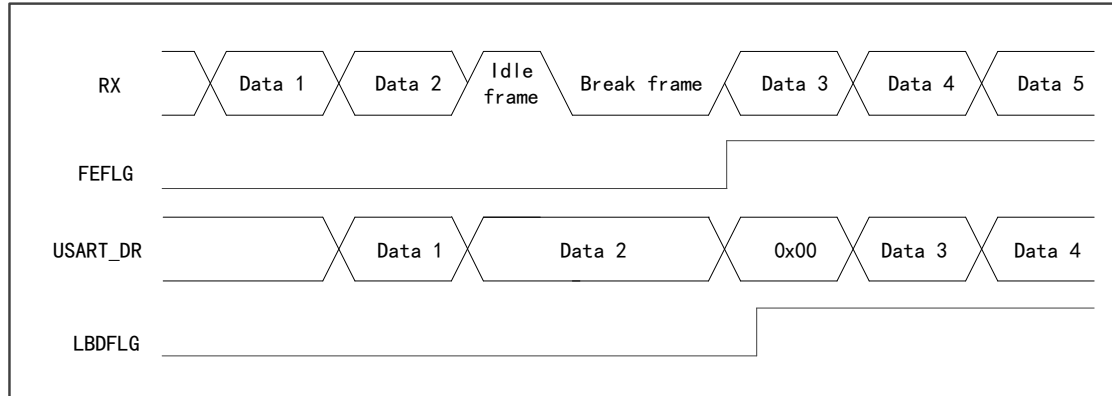 RX
Data 1
Data 2
Idle
frame
Break frame
Data 3
Data 4
Data 5
FEFLG
USART_DR
Data 1
Data 2
0x00
Data 3
Data 4
LBDFLG